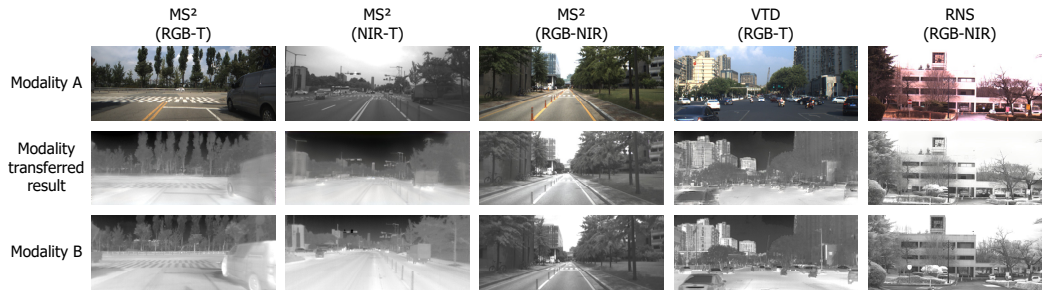 MS² MS² MS² VTD RNS
(RGB-T) (NIR-T) (RGB-NIR) (RGB-T) (RGB-NIR)
Modality A
Modality
transferred
result
Modality B